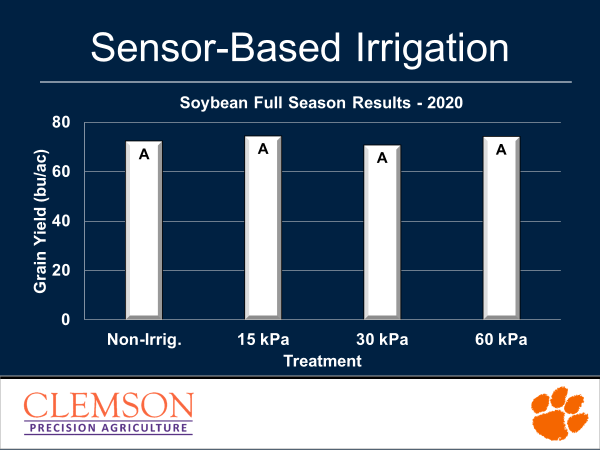 Sensor-Based Irrigation
Soybean Full Season Results - 2020
Grain Yield (bu/ac)
80
60
40
20
0
A A A A
Non-Irrig. 15 kPa 30 kPa 60 kPa
Treatment
CLEMSON
PRECISION AGRICULTURE